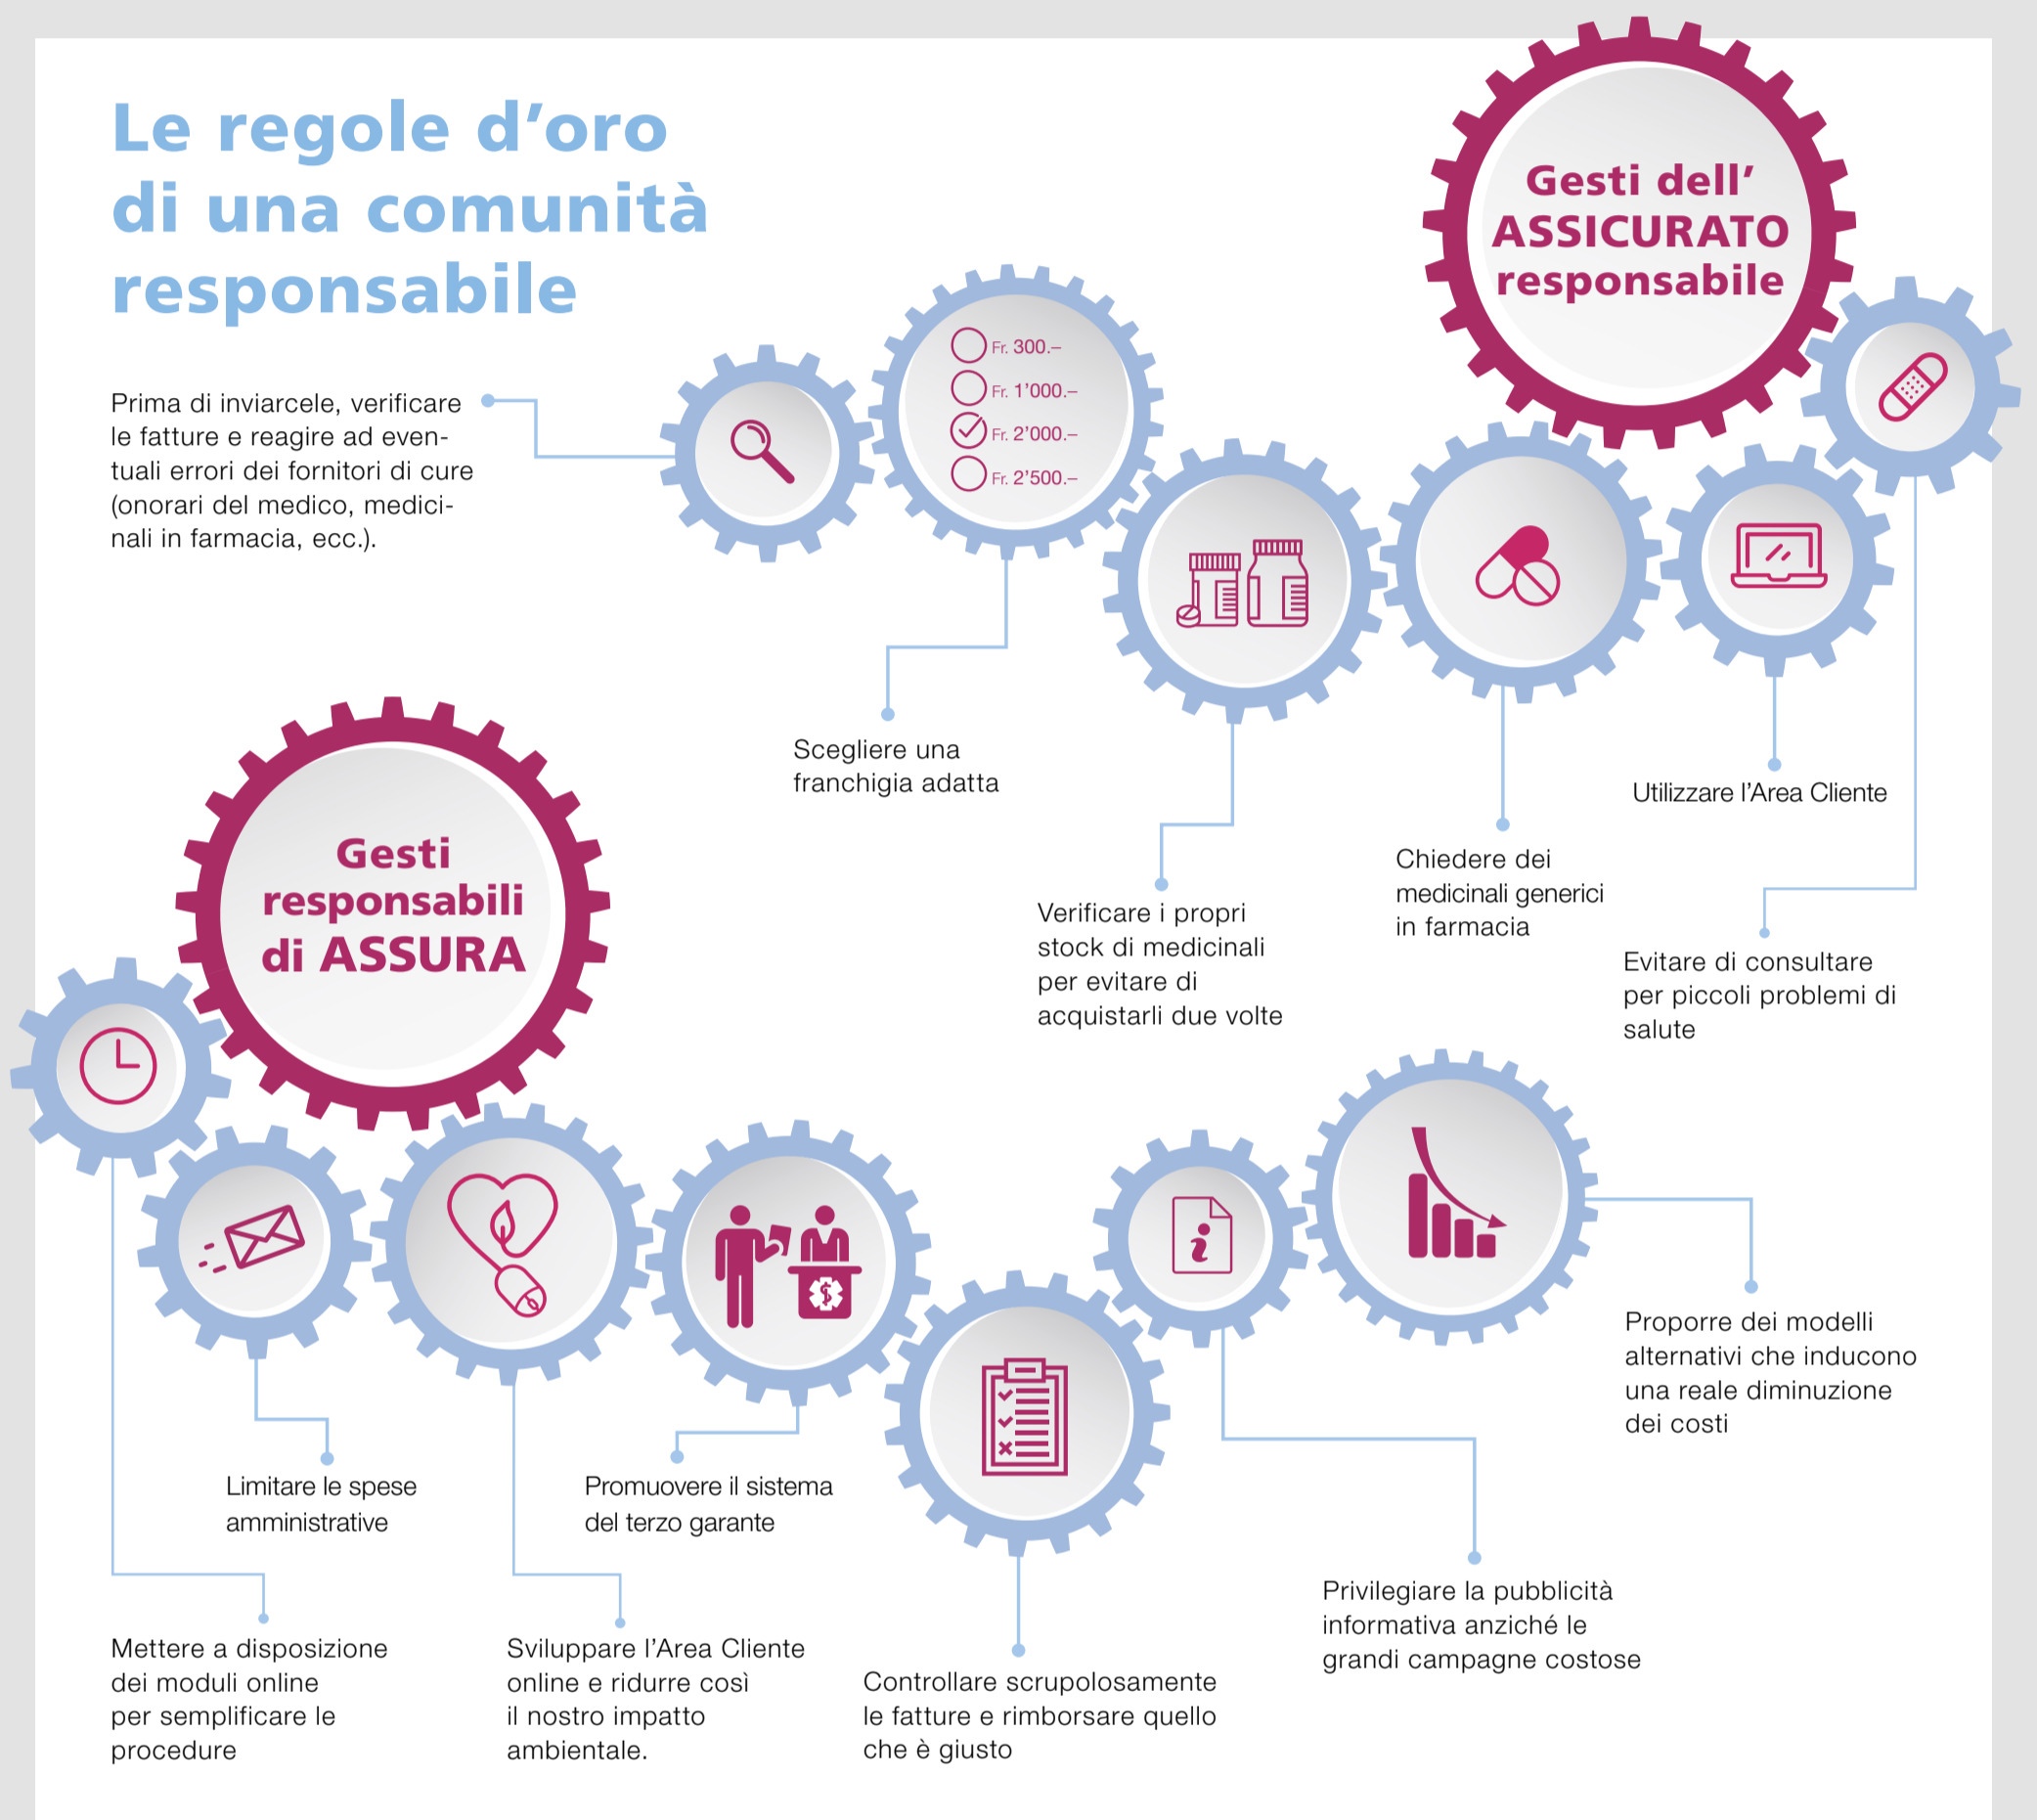 Le regole d’oro
di una comunità
responsabile
Gesti dell’
ASSICURATO
responsabile
Prima di inviarcele, verificare
le fatture e reagire ad even-
tuali errori dei fornitori di cure
(onorari del medico, medici-
nali in farmacia, ecc.).
Fr. 300.–
Fr. 1’000.–
Fr. 2’000.–
Fr. 2’500.–
Scegliere una
franchigia adatta
Verificare i propri
stock di medicinali
per evitare di
acquistarli due volte
Chiedere dei
medicinali generici
in farmacia
Utilizzare l’Area Cliente
Evitare di consultare
per piccoli problemi di
salute
Gesti
responsabili
di ASSURA
Mettere a disposizione
dei moduli online
per semplificare le
procedure
Limitare le spese
amministrative
Sviluppare l’Area Cliente
online e ridurre così
il nostro impatto
ambientale.
Promuovere il sistema
del terzo garante
Controllare scrupolosamente
le fatture e rimborsare quello
che è giusto
Privilegiare la pubblicità
informativa anziché le
grandi campagne costose
Proporre dei modelli
alternativi che inducono
una reale diminuzione
dei costi